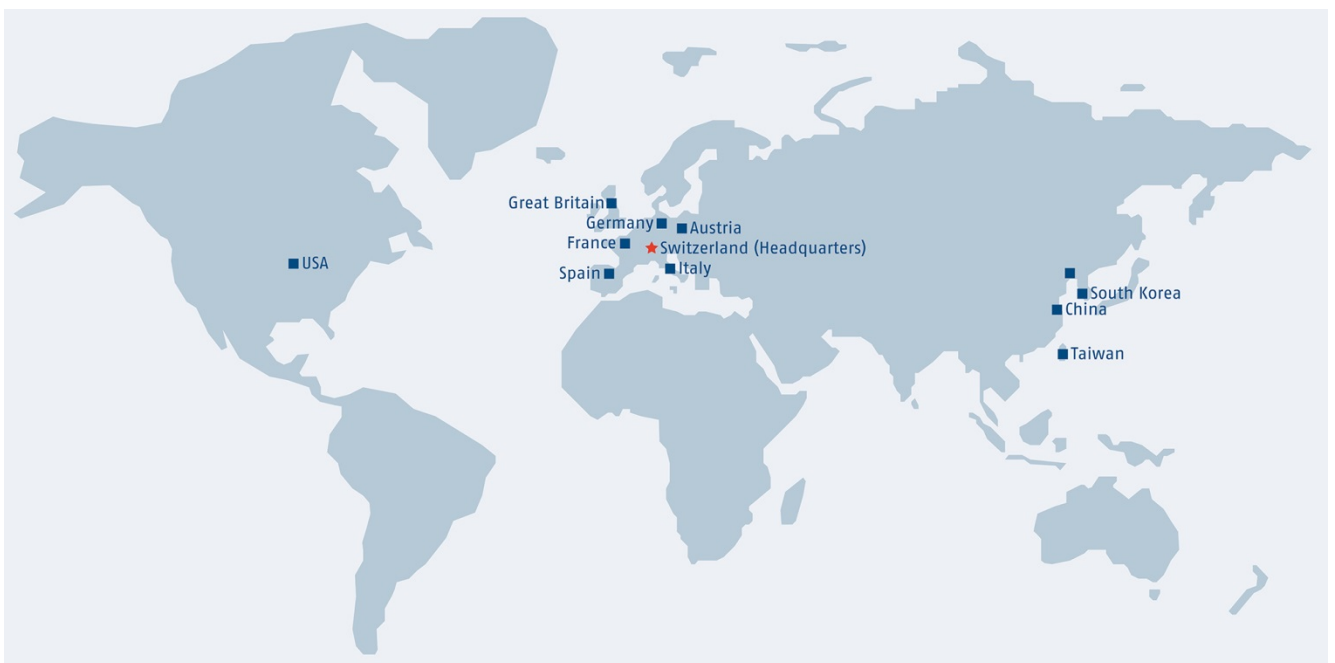 Great Britain
Germany
Austria
France
Switzerland (Headquarters)
USA
Spain
Italy
South Korea
China
Taiwan